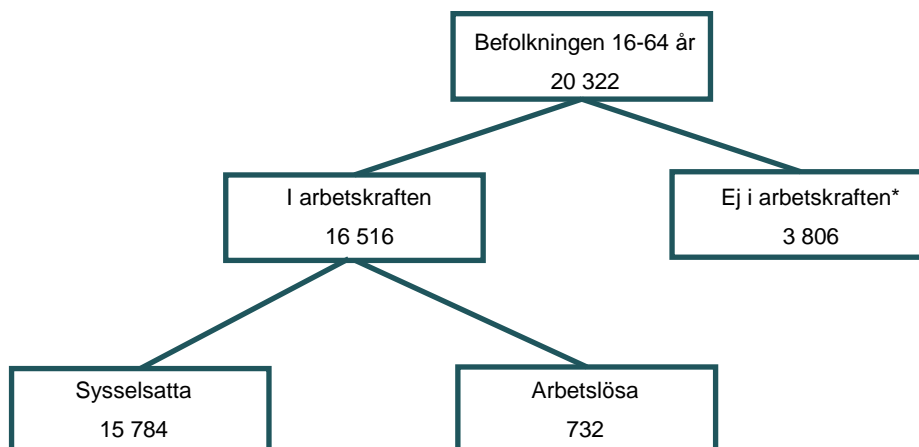 Befolkningen 16-64 år
20 322
I arbetskraften
16 516
Ej i arbetskraften*
3 806
Sysselsatta
15 784
Arbetslösa
732